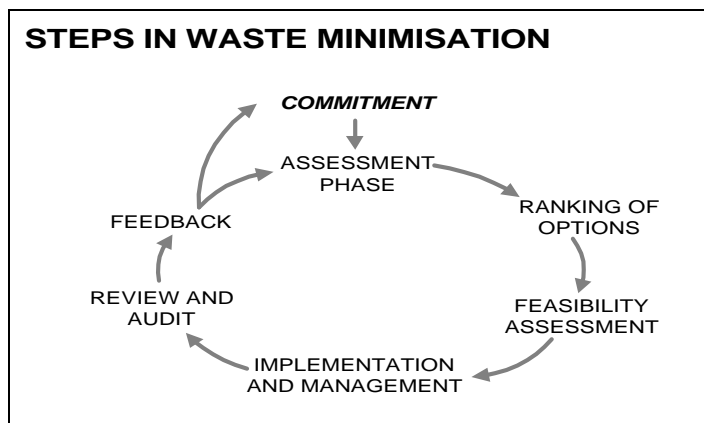 STEPS IN WASTE MINIMISATION
COMMITMENT
ASSESSMENT
PHASE
RANKING OF
OPTIONS
FEASIBILITY
ASSESSMENT
IMPLEMENTATION
AND MANAGEMENT
REVIEW AND
AUDIT
FEEDBACK